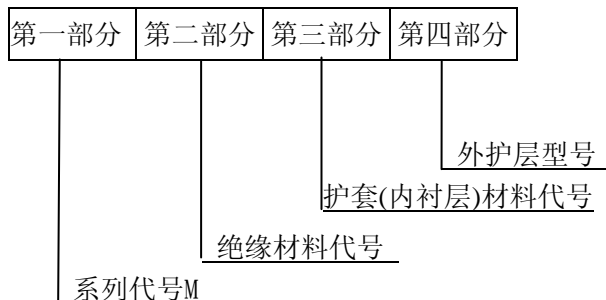 第一部分 第二部分 第三部分 第四部分
外护层型号
护套(内衬层)材料代号
绝缘材料代号
系列代号M